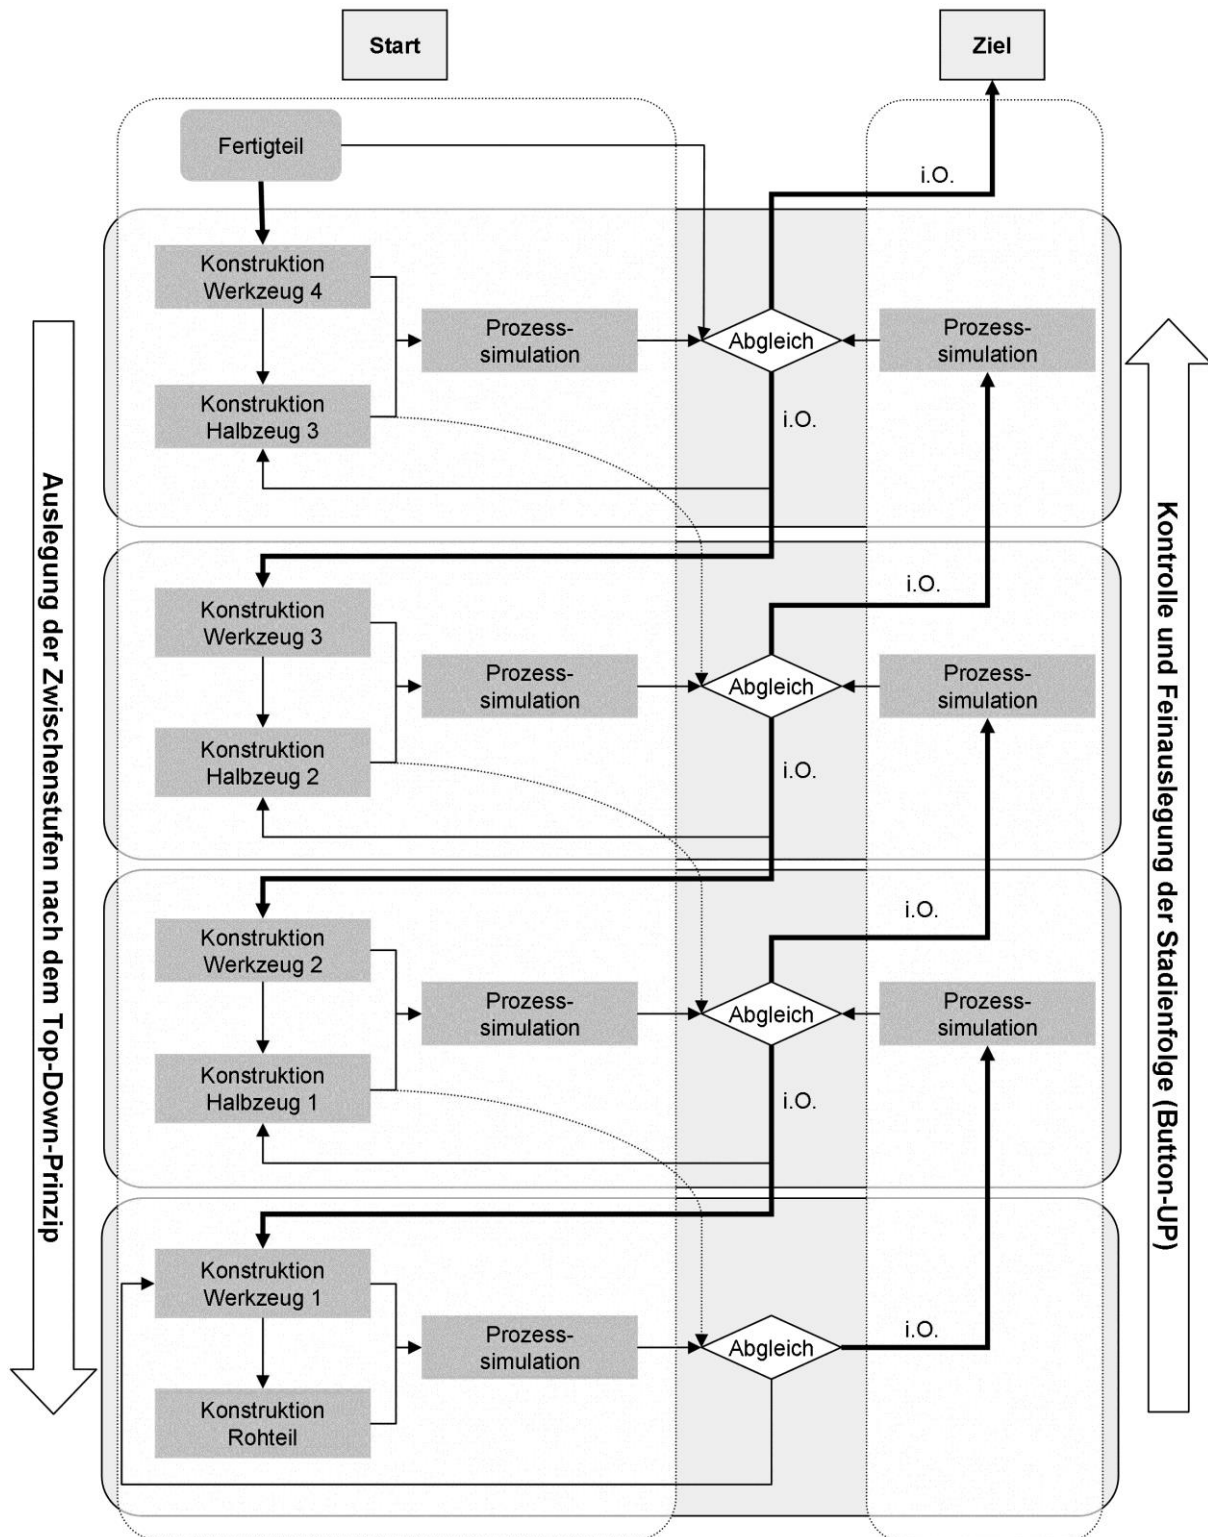 Start
Ziel
Fertigteil
i.O.
Konstruktion
Werkzeug 4
Prozess-
simulation
Abgleich
Prozess-
simulation
Konstruktion
Halbzeug 3
i.O.
i.O.
Konstruktion
Werkzeug 3
Prozess-
simulation
Abgleich
Prozess-
simulation
Konstruktion
Halbzeug 2
i.O.
i.O.
Konstruktion
Werkzeug 2
Prozess-
simulation
Abgleich
Prozess-
simulation
Konstruktion
Halbzeug 1
i.O.
Konstruktion
Werkzeug 1
Prozess-
simulation
Abgleich
i.O.
Konstruktion
Rohteil
Auslegung der Zwischenstufen nach dem Top-Down-Prinzip
Kontrolle und Feinauslegung der Stadienfolge (Button-UP)